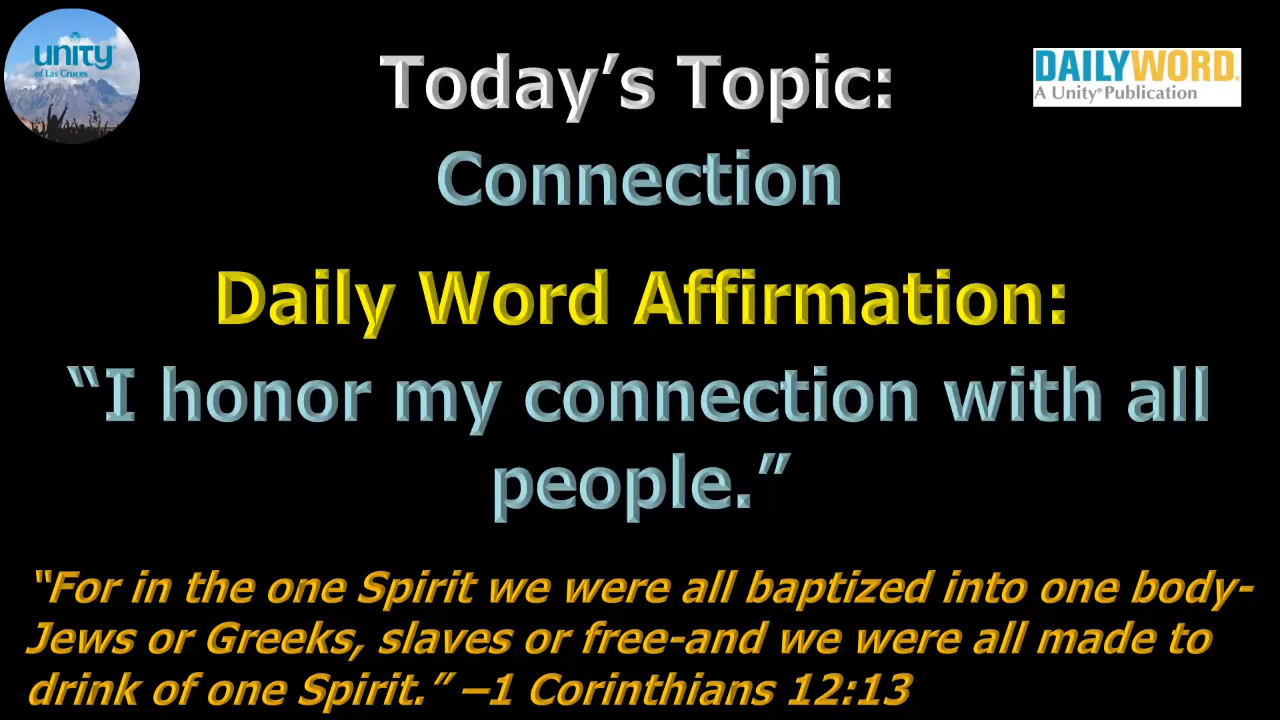 unity
of Las Cruces
Today’s Topic:
DAILYWORD®
A Unity® Publication
Connection
Daily Word Affirmation:
“I honor my connection with all
people.”
“For in the one Spirit we were all baptized into one body-
Jews or Greeks, slaves or free-and we were all made to
drink of one Spirit.” –1 Corinthians 12:13